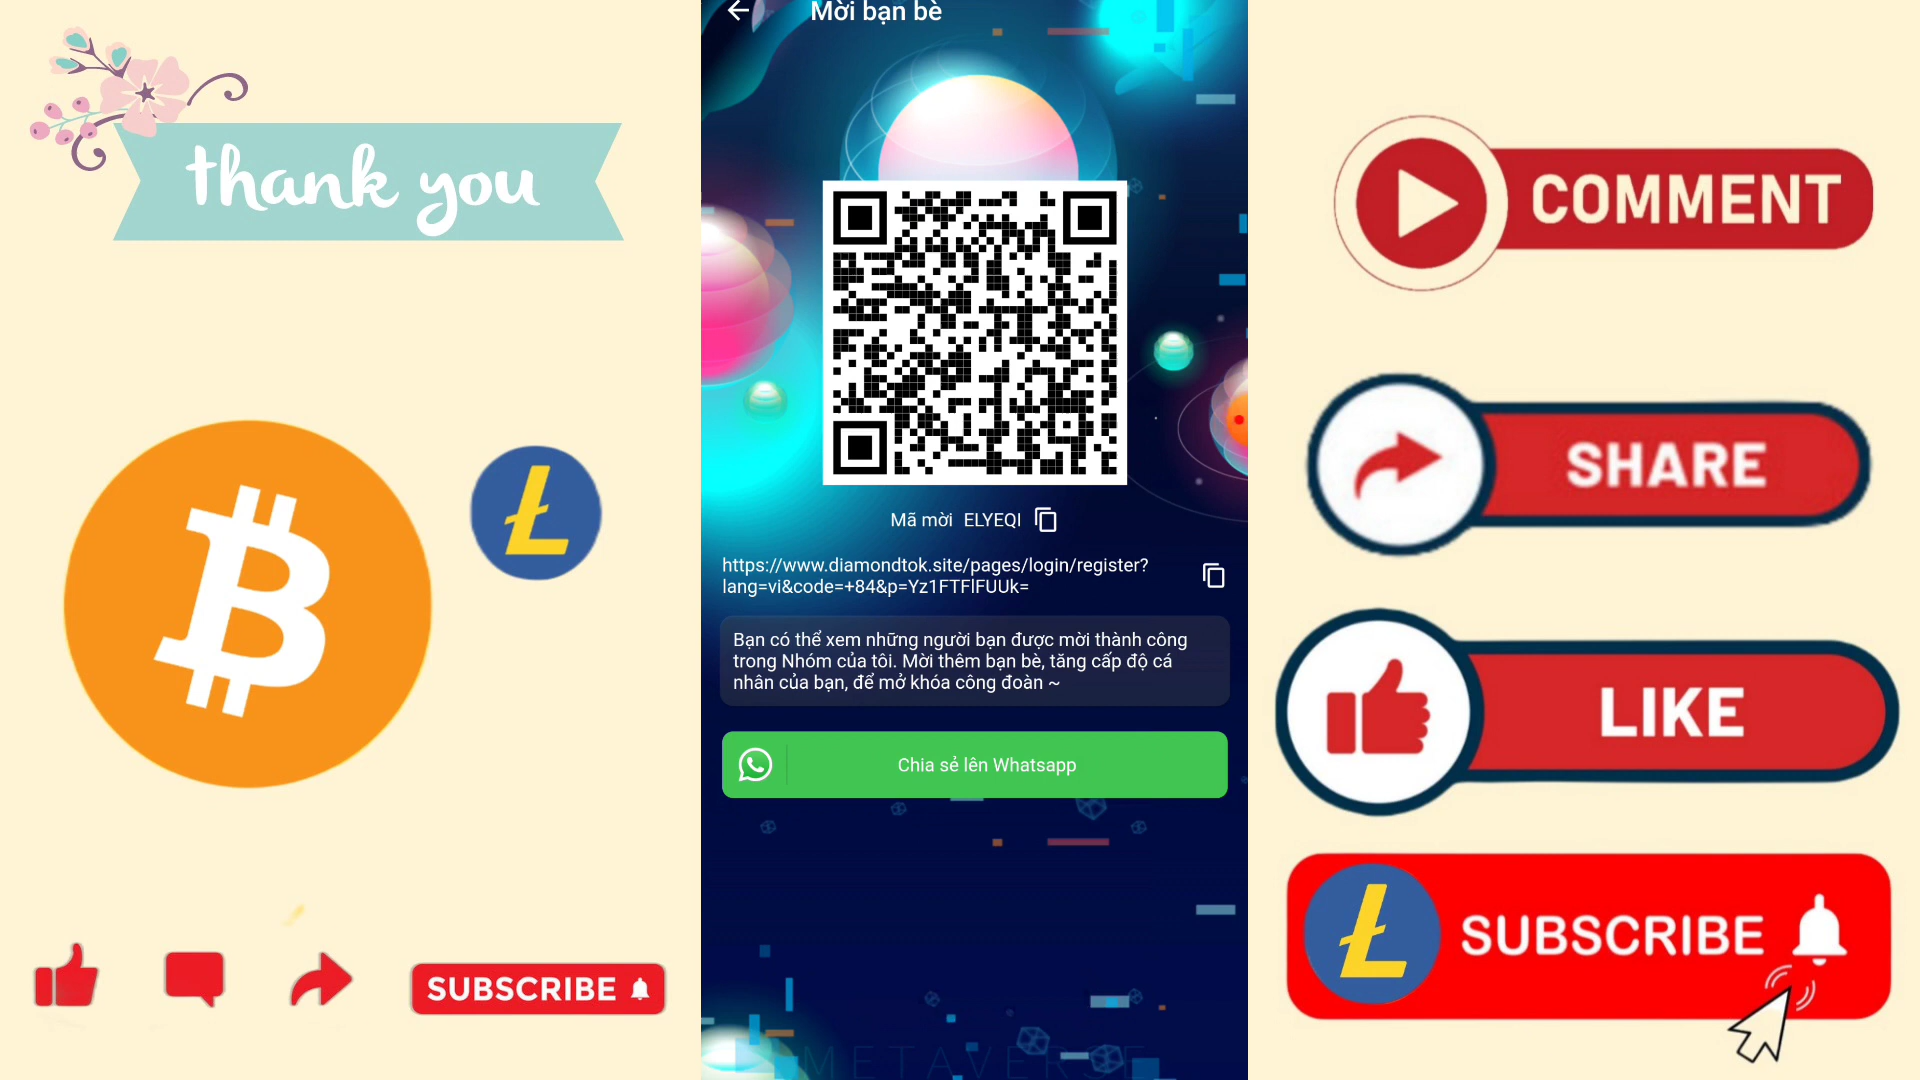 thank you
SUBSCRIBE
Mời bạn bè
Mã mời ELYEQI
https://www.diamondtok.site/pages/login/register?
lang=vi&code=+84&p=Yz1FTFlFUUk=
Bạn có thể xem những người bạn được mời thành công
trong Nhóm của tôi. Mời thêm bạn bè, tăng cấp độ cá
nhân của bạn, để mở khóa công đoàn ~
Chia sẻ lên Whatsapp
METAVERSE
COMMENT
SHARE
LIKE
SUBSCRIBE